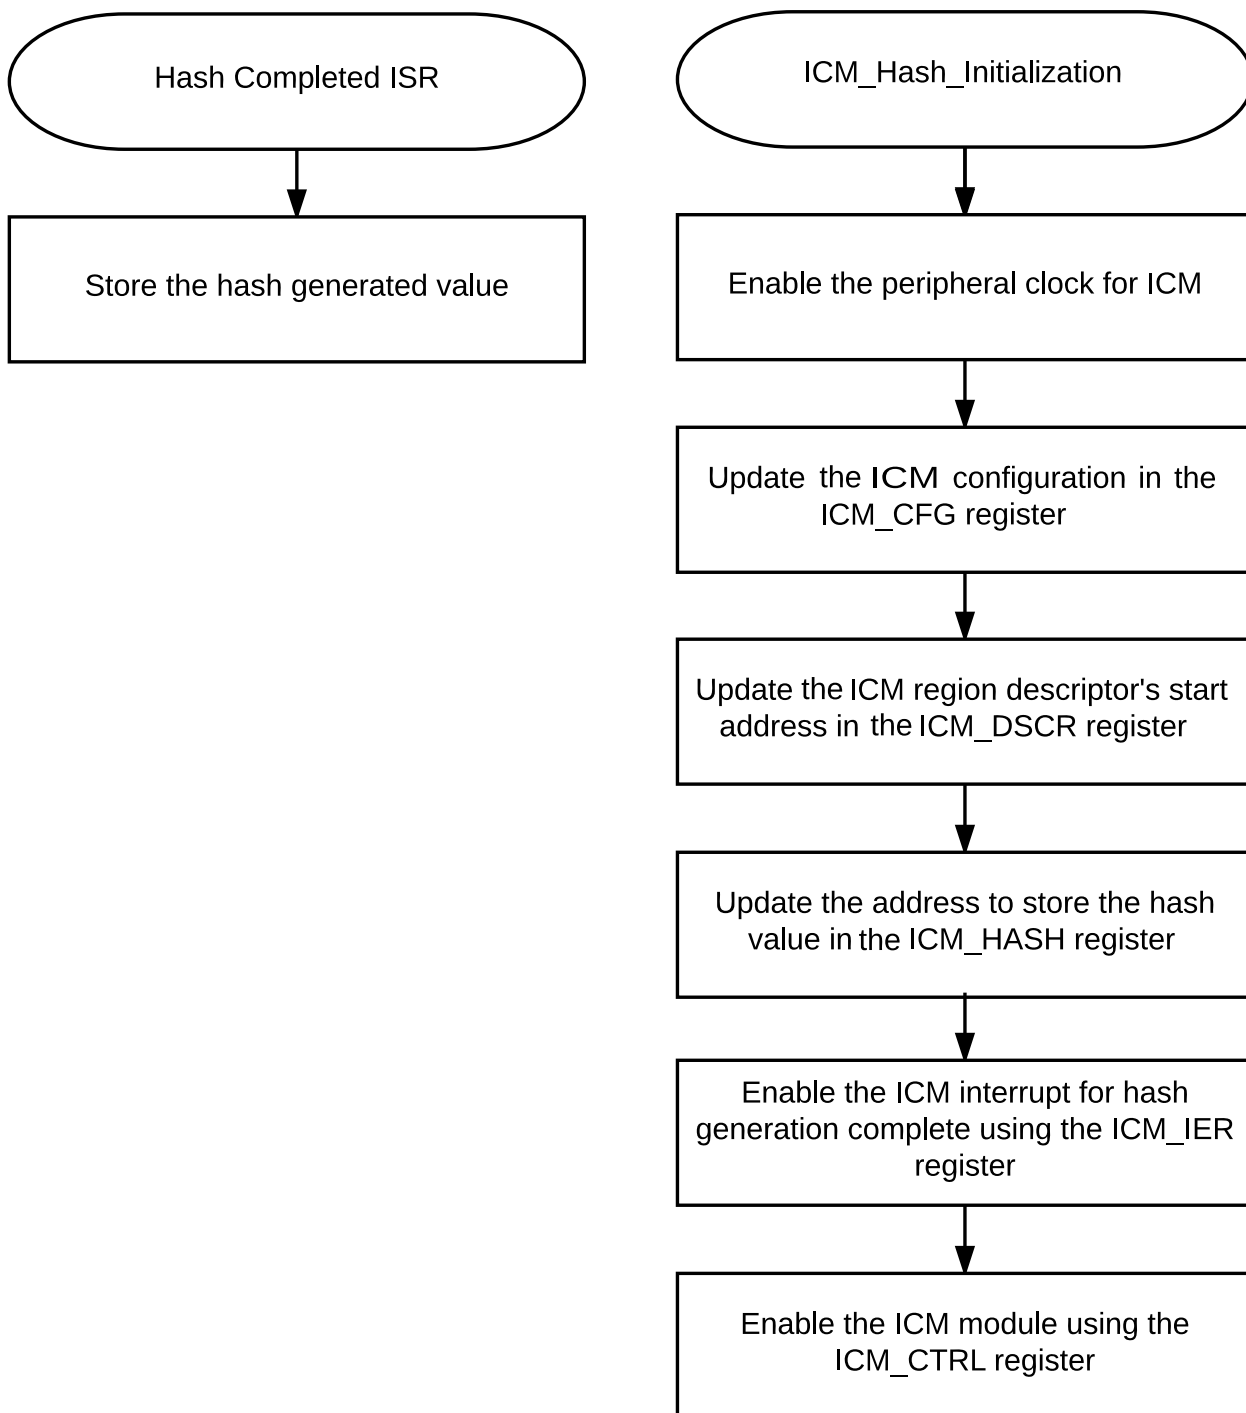 Hash Completed ISR
Store the hash generated value
ICM_Hash_Initialization
Enable the peripheral clock for ICM
Update the ICM configuration in the
ICM_CFG register
Update the ICM region descriptor's start
address in the ICM_DSCR register
Update the address to store the hash
value in the ICM_HASH register
Enable the ICM interrupt for hash
generation complete using the ICM_IER
register
Enable the ICM module using the
ICM_CTRL register